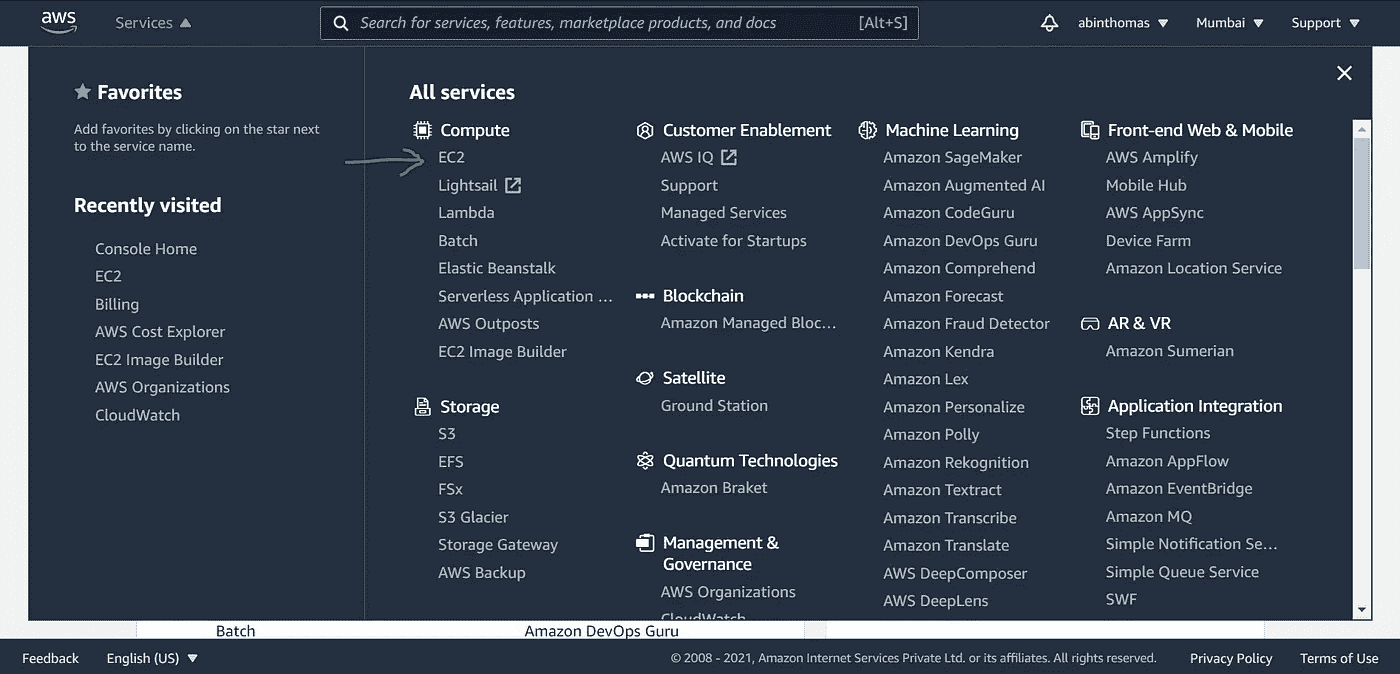 aws
Services
Search for services, features, marketplace products, and docs
[Alt+S]
abinthomas
Mumbai
Support
Favorites
Add favorites by clicking on the star next
to the service name.
Recently visited
Console Home
EC2
Billing
AWS Cost Explorer
EC2 Image Builder
AWS Organizations
CloudWatch
All services
Compute
EC2
Lightsail
Lambda
Batch
Elastic Beanstalk
Serverless Application ...
AWS Outposts
EC2 Image Builder
Storage
S3
EFS
FSx
S3 Glacier
Storage Gateway
AWS Backup
Customer Enablement
AWS IQ
Support
Managed Services
Activate for Startups
Blockchain
Amazon Managed Bloc...
Satellite
Ground Station
Quantum Technologies
Amazon Braket
Management &
Governance
AWS Organizations
CloudWatch
Machine Learning
Amazon SageMaker
Amazon Augmented AI
Amazon CodeGuru
Amazon DevOps Guru
Amazon Comprehend
Amazon Forecast
Amazon Fraud Detector
Amazon Kendra
Amazon Lex
Amazon Personalize
Amazon Polly
Amazon Rekognition
Amazon Textract
Amazon Transcribe
Amazon Translate
AWS DeepComposer
AWS DeepLens
Front-end Web & Mobile
AWS Amplify
Mobile Hub
AWS AppSync
Device Farm
Amazon Location Service
AR & VR
Amazon Sumerian
Application Integration
Step Functions
Amazon AppFlow
Amazon EventBridge
Amazon MQ
Simple Notification Se...
Simple Queue Service
SWF
Batch
Amazon DevOps Guru
Feedback
English (US)
© 2008 - 2021, Amazon Internet Services Private Ltd. or its affiliates. All rights reserved.
Privacy Policy
Terms of Use